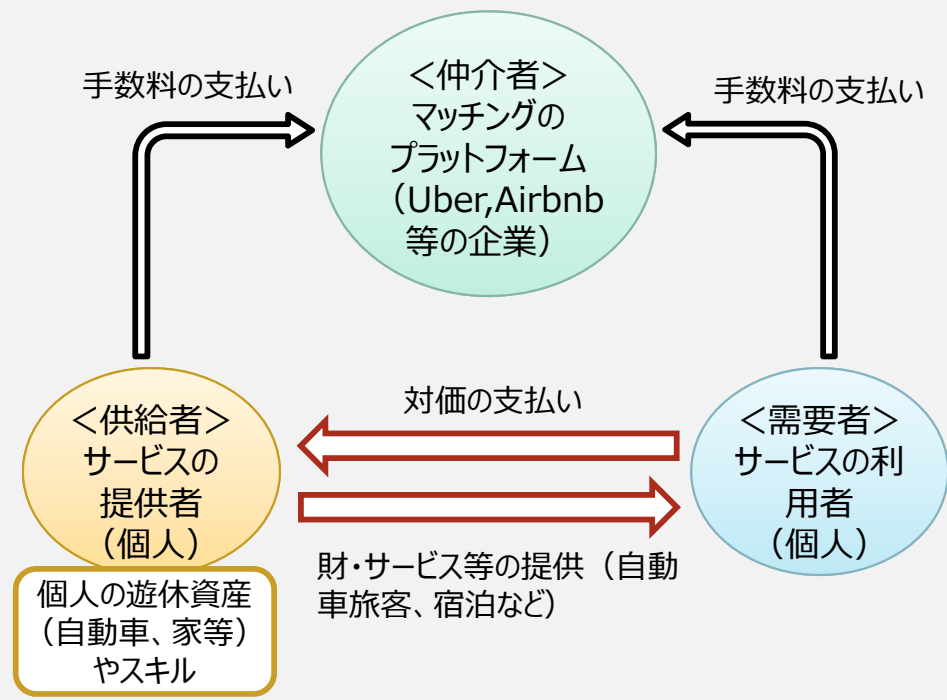 手数料の支払い
＜仲介者＞
マッチングの
プラットフォーム
（Uber,Airbnb
等の企業）
手数料の支払い
＜供給者＞
サービスの
提供者
（個人）
個人の遊休資産
（自動車、家等）
やスキル
対価の支払い
財・サービス等の提供（自動
車旅客、宿泊など）
＜需要者＞
サービスの利
用者
（個人）